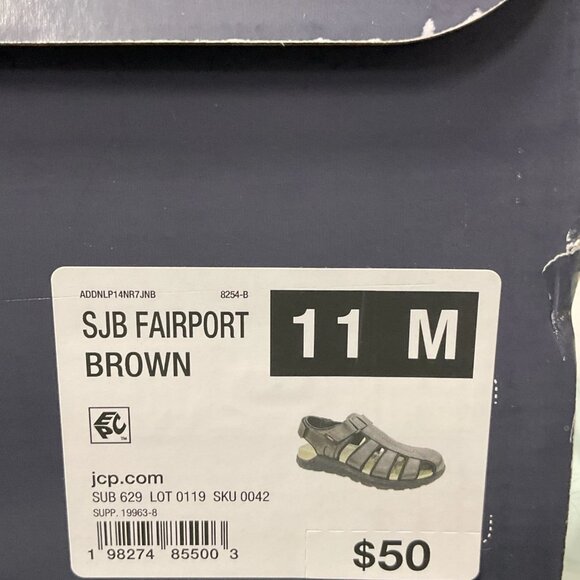 ADDNLP14NR7JNB 8254-B
SJB FAIRPORT 11 M
BROWN
EPC™
jcp.com
SUB 629 LOT 0119 SKU 0042
SUPP. 19963-8
1 98274 85500 3
$50